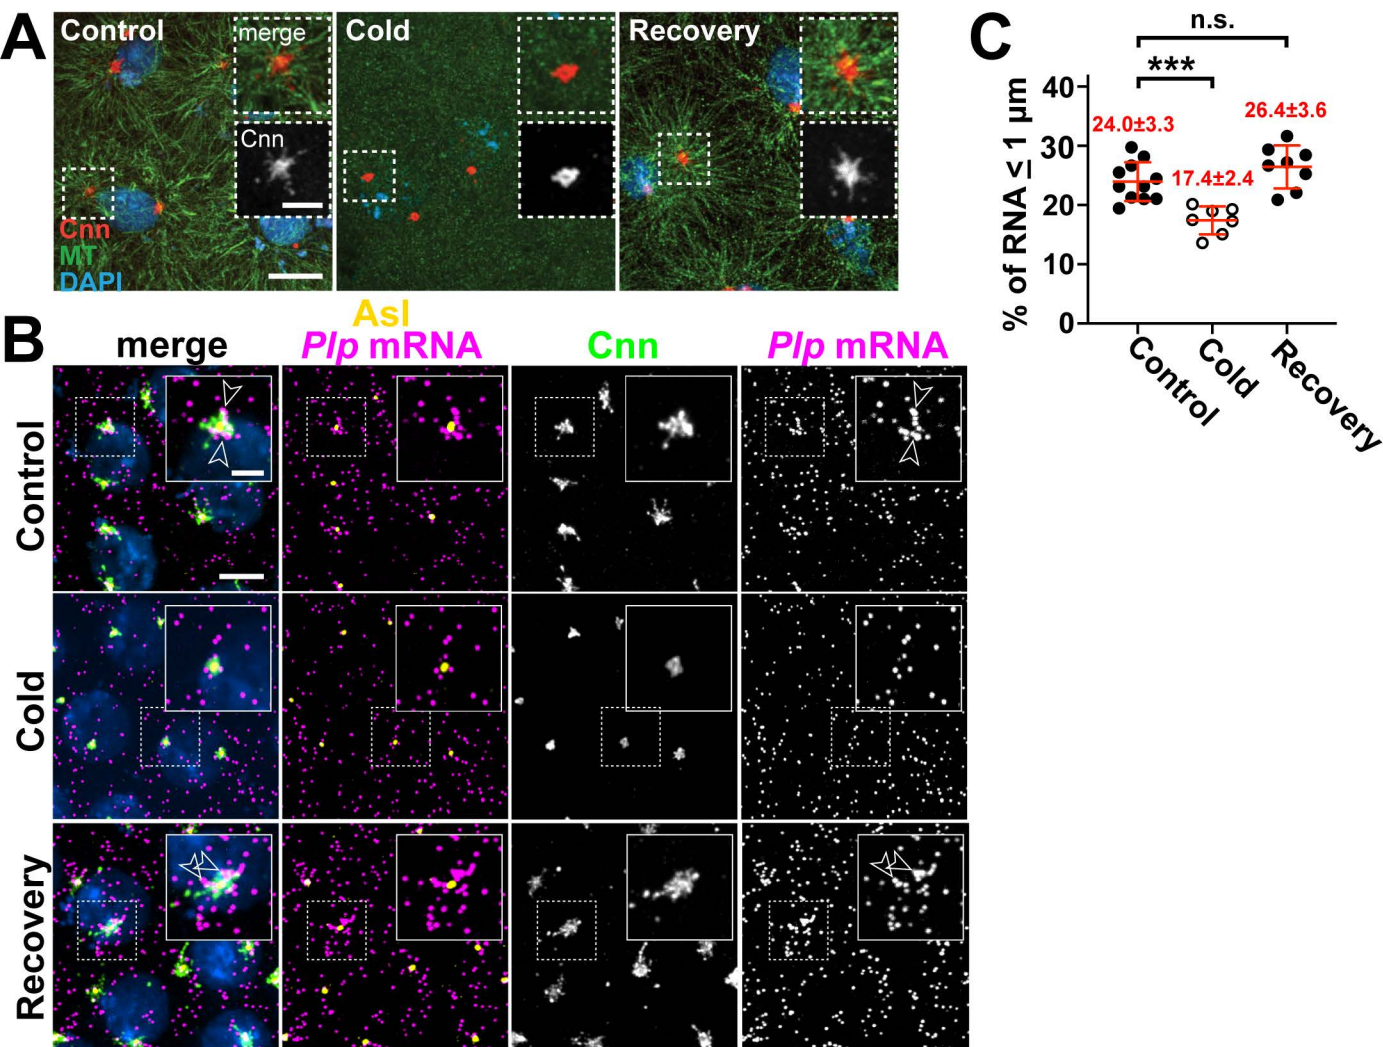 A
Control
merge
Cnn
Cnn
MT
DAPI
Cold
Recovery
C
n.s.
***
% of RNA ≤ 1 µm
40
30
20
10
0
24.0±3.3
17.4±2.4
26.4±3.6
Control
Cold
Recovery
B
merge
Asl
Plp mRNA
Cnn
Plp mRNA
Control
Cold
Recovery